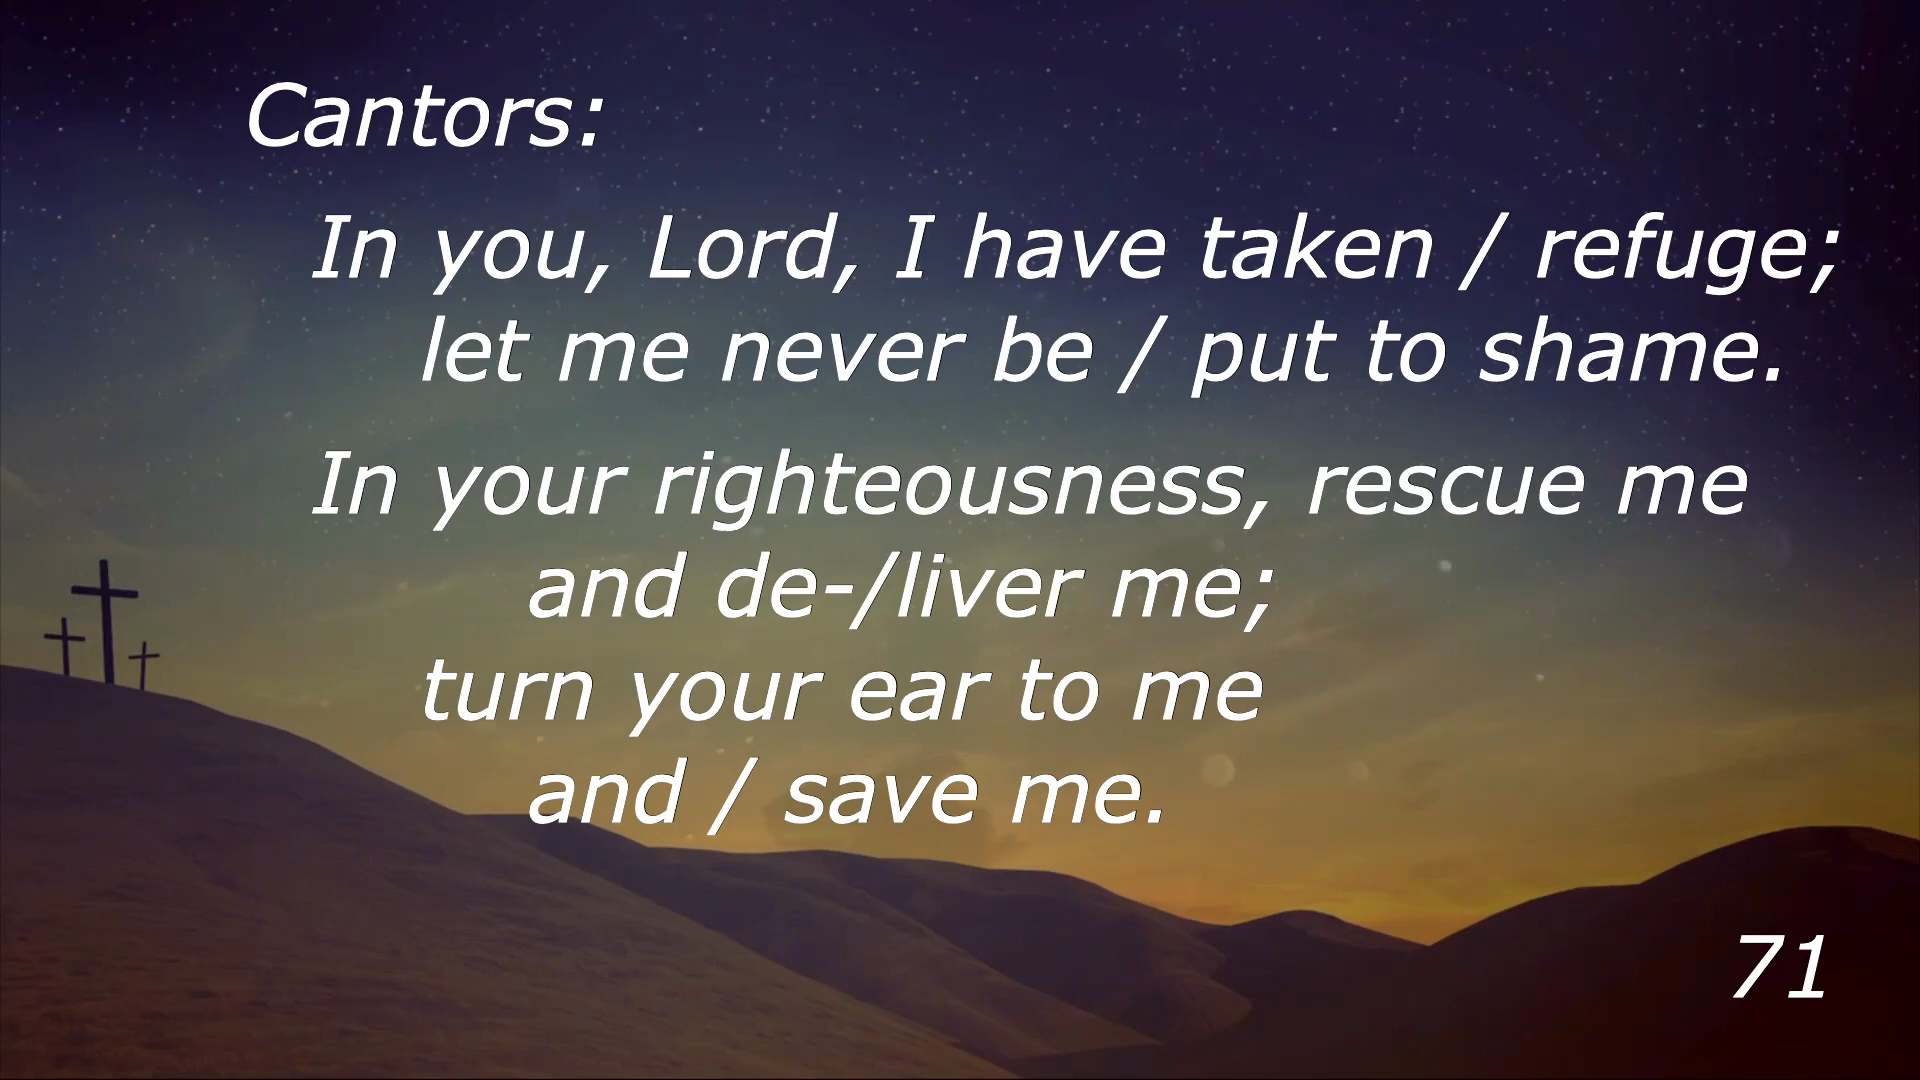 Cantors:
In you, Lord, I have taken / refuge;
let me never be / put to shame.
In your righteousness, rescue me
and de-/liver me;
turn your ear to me
and / save me.
71